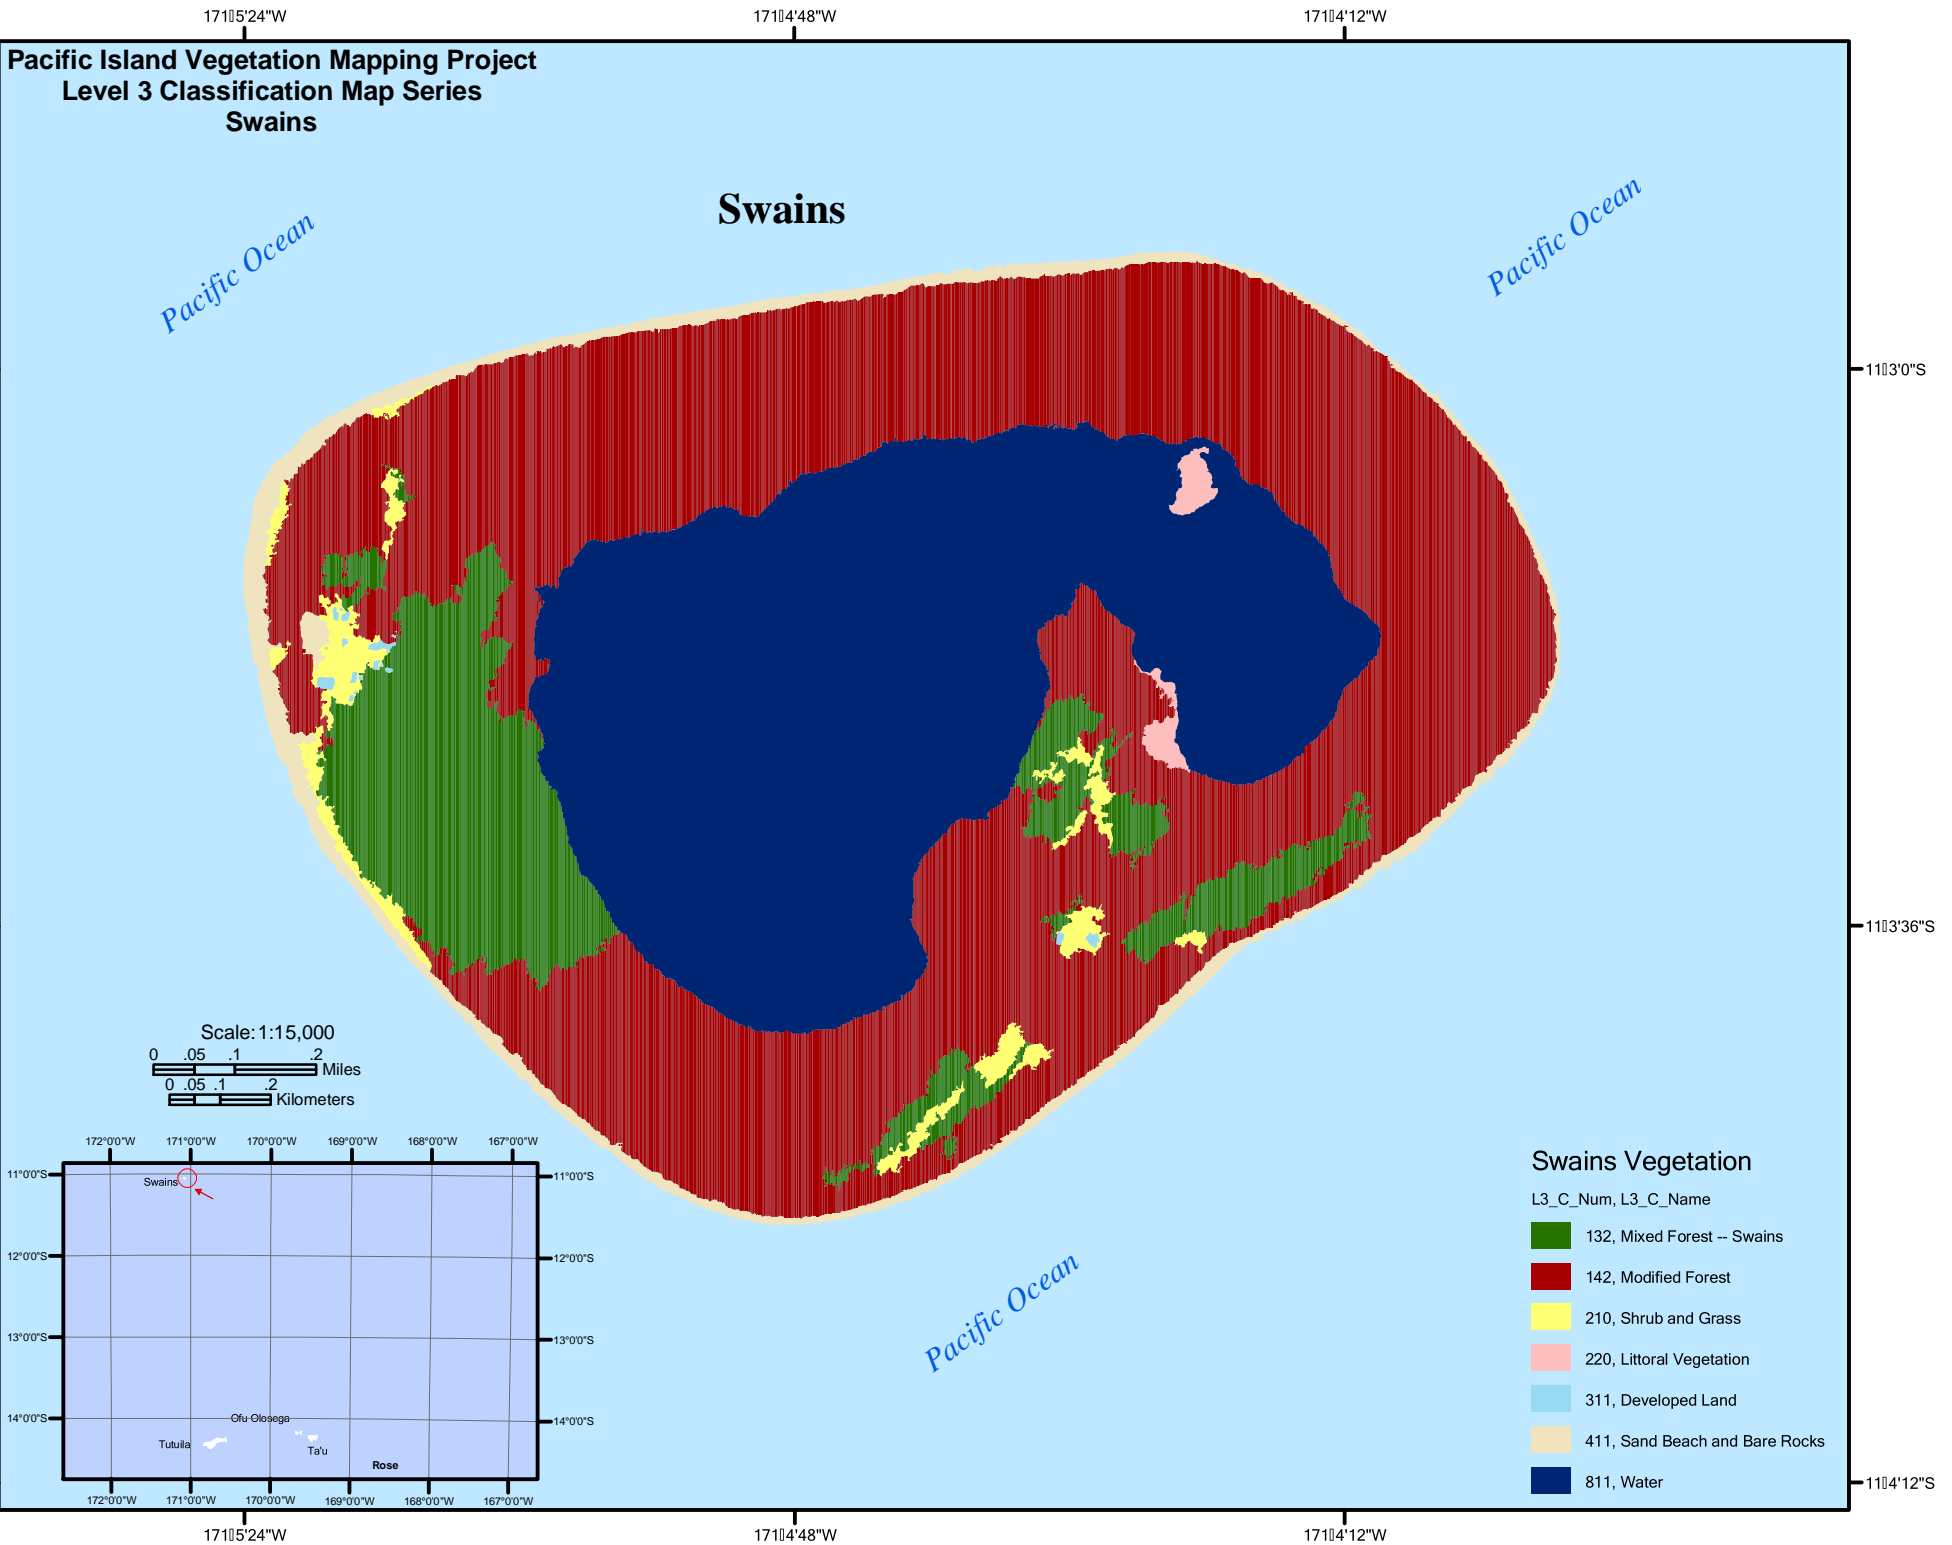 171▯5'24"W
171▯4'48"W
171▯4'12"W
Pacific Island Vegetation Mapping Project
Level 3 Classification Map Series
Swains
Swains
Pacific Ocean
Pacific Ocean
11▯3'0"S
11▯3'36"S
Scale: 1:15,000
0 .05 .1 .2
Miles
0 .05 .1 .2
Kilometers
172°0'0"W 171°0'0"W 170°0'0"W 169°0'0"W 168°0'0"W 167°0'0"W
11°0'0"S
11°0'0"S
Swains
12°0'0"S
12°0'0"S
13°0'0"S
13°0'0"S
14°0'0"S
14°0'0"S
Ofu Olosega
Tutuila
Ta'u
Rose
172°0'0"W 171°0'0"W 170°0'0"W 169°0'0"W 168°0'0"W 167°0'0"W
Pacific Ocean
Swains Vegetation
L3_C_Num, L3_C_Name
132, Mixed Forest -- Swains
142, Modified Forest
210, Shrub and Grass
220, Littoral Vegetation
311, Developed Land
411, Sand Beach and Bare Rocks
811, Water
11▯4'12"S
171▯5'24"W
171▯4'48"W
171▯4'12"W